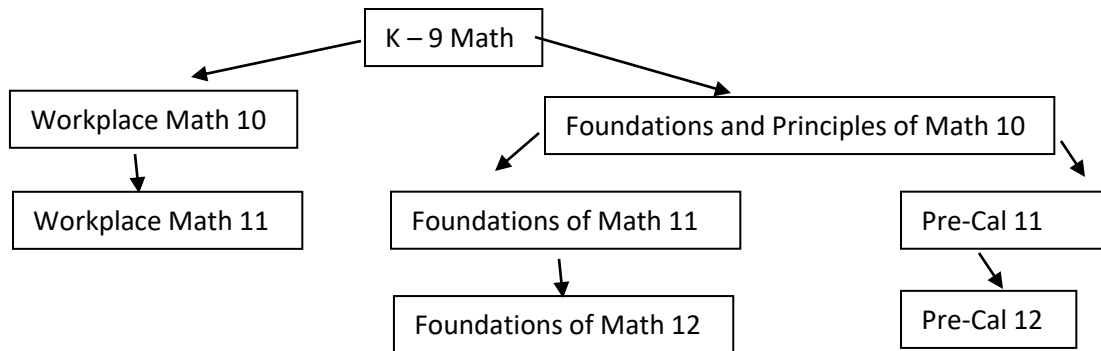 K – 9 Math
Workplace Math 10
Foundations and Principles of Math 10
Workplace Math 11
Foundations of Math 11
Pre-Cal 11
Foundations of Math 12
Pre-Cal 12